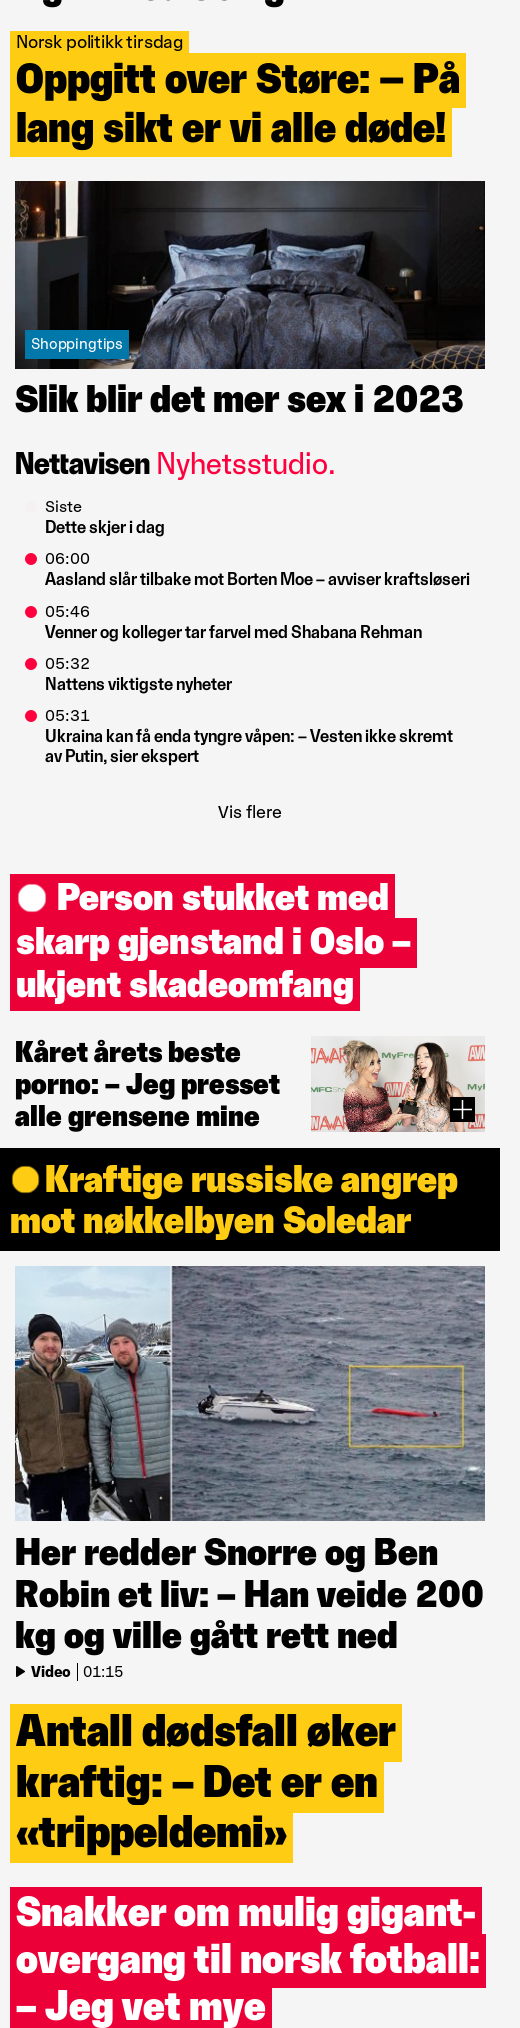 Norsk politikk tirsdag
Oppgitt over Støre: – På
lang sikt er vi alle døde!
Shoppingtips
Slik blir det mer sex i 2023
Nettavisen Nyhetsstudio.
Siste
Dette skjer i dag
06:00
Aasland slår tilbake mot Borten Moe – avviser kraftsløseri
05:46
Venner og kolleger tar farvel med Shabana Rehman
05:32
Nattens viktigste nyheter
05:31
Ukraina kan få enda tyngre våpen: – Vesten ikke skremt
av Putin, sier ekspert
Vis flere
Person stukket med
skarp gjenstand i Oslo –
ukjent skadeomfang
Kåret årets beste
porno: – Jeg presset
alle grensene mine
Kraftige russiske angrep
mot nøkkelbyen Soledar
Her redder Snorre og Ben
Robin et liv: – Han veide 200
kg og ville gått rett ned
Video | 01:15
Antall dødsfall øker
kraftig: – Det er en
«trippeldemi»
Snakker om mulig gigant-
overgang til norsk fotball:
– Jeg vet mye